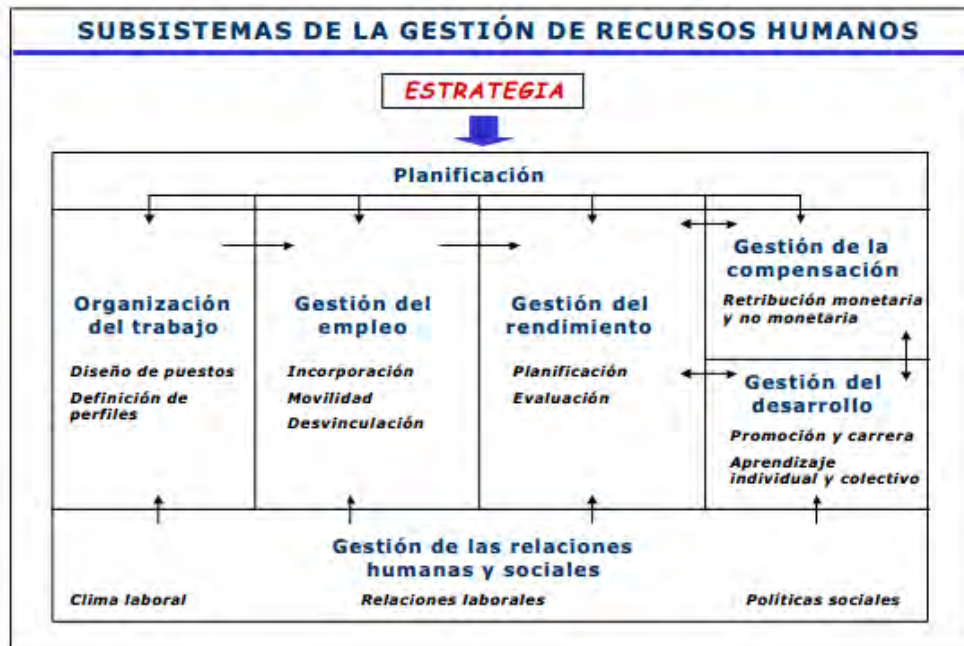 SUBSISTEMAS DE LA GESTIÓN DE RECURSOS HUMANOS
ESTRATEGIA
Planificación
Organización
del trabajo
Diseño de puestos
Definición de
perfiles
Gestión del
empleo
Incorporación
Movilidad
Desvinculación
Gestión del
rendimiento
Planificación
Evaluación
Gestión de la
compensación
Retribución monetaria
y no monetaria
Gestión del
desarrollo
Promoción y carrera
Aprendizaje
individual y colectivo
Gestión de las relaciones
humanas y sociales
Clima laboral
Relaciones laborales
Políticas sociales